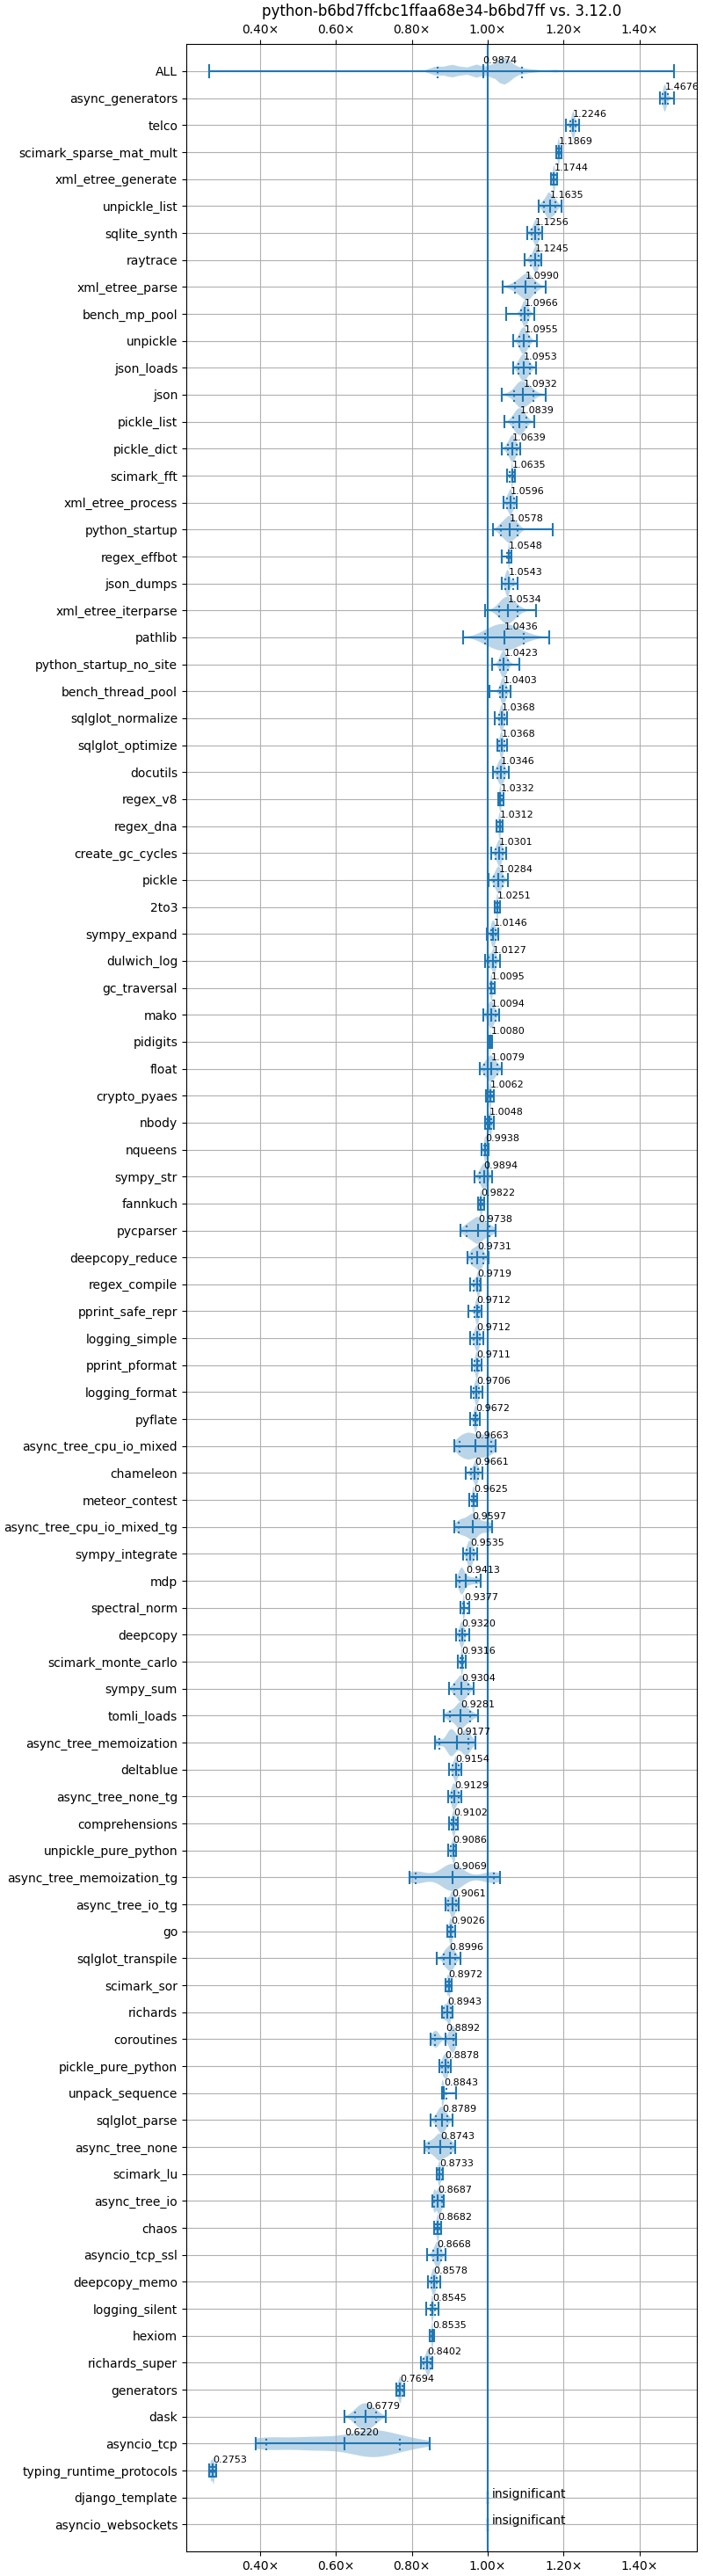 python-b6bd7ffcbc1ffaa68e34-b6bd7ff vs. 3.12.0
0.40× 0.60× 0.80× 1.00× 1.20× 1.40×
ALL 0.9874
async_generators 1.4676
telco 1.2246
scimark_sparse_mat_mult 1.1869
xml_etree_generate 1.1744
unpickle_list 1.1635
sqlite_synth 1.1256
raytrace 1.1245
xml_etree_parse 1.0990
bench_mp_pool 1.0966
unpickle 1.0955
json_loads 1.0953
json 1.0932
pickle_list 1.0839
pickle_dict 1.0639
scimark_fft 1.0635
xml_etree_process 1.0596
python_startup 1.0578
regex_effbot 1.0548
json_dumps 1.0543
xml_etree_iterparse 1.0534
pathlib 1.0436
python_startup_no_site 1.0423
bench_thread_pool 1.0403
sqlglot_normalize 1.0368
sqlglot_optimize 1.0368
docutils 1.0346
regex_v8 1.0332
regex_dna 1.0312
create_gc_cycles 1.0301
pickle 1.0284
2to3 1.0251
sympy_expand 1.0146
dulwich_log 1.0127
gc_traversal 1.0095
mako 1.0094
pidigits 1.0080
float 1.0079
crypto_pyaes 1.0062
nbody 1.0048
nqueens 0.9938
sympy_str 0.9894
fannkuch 0.9822
pycparser 0.9738
deepcopy_reduce 0.9731
regex_compile 0.9719
pprint_safe_repr 0.9712
logging_simple 0.9712
pprint_pformat 0.9711
logging_format 0.9706
pyflate 0.9672
async_tree_cpu_io_mixed 0.9663
chameleon 0.9661
meteor_contest 0.9625
async_tree_cpu_io_mixed_tg 0.9597
sympy_integrate 0.9535
mdp 0.9413
spectral_norm 0.9377
deepcopy 0.9320
scimark_monte_carlo 0.9316
sympy_sum 0.9304
tomli_loads 0.9281
async_tree_memoization 0.9177
deltablue 0.9154
async_tree_none_tg 0.9129
comprehensions 0.9102
unpickle_pure_python 0.9086
async_tree_memoization_tg 0.9069
async_tree_io_tg 0.9061
go 0.9026
sqlglot_transpile 0.8996
scimark_sor 0.8972
richards 0.8943
coroutines 0.8892
pickle_pure_python 0.8878
unpack_sequence 0.8843
sqlglot_parse 0.8789
async_tree_none 0.8743
scimark_lu 0.8733
async_tree_io 0.8687
chaos 0.8682
asyncio_tcp_ssl 0.8668
deepcopy_memo 0.8578
logging_silent 0.8545
hexiom 0.8535
richards_super 0.8402
generators 0.7694
dask 0.6779
asyncio_tcp 0.6220
typing_runtime_protocols 0.2753
django_template insignificant
asyncio_websockets insignificant
0.40× 0.60× 0.80× 1.00× 1.20× 1.40×